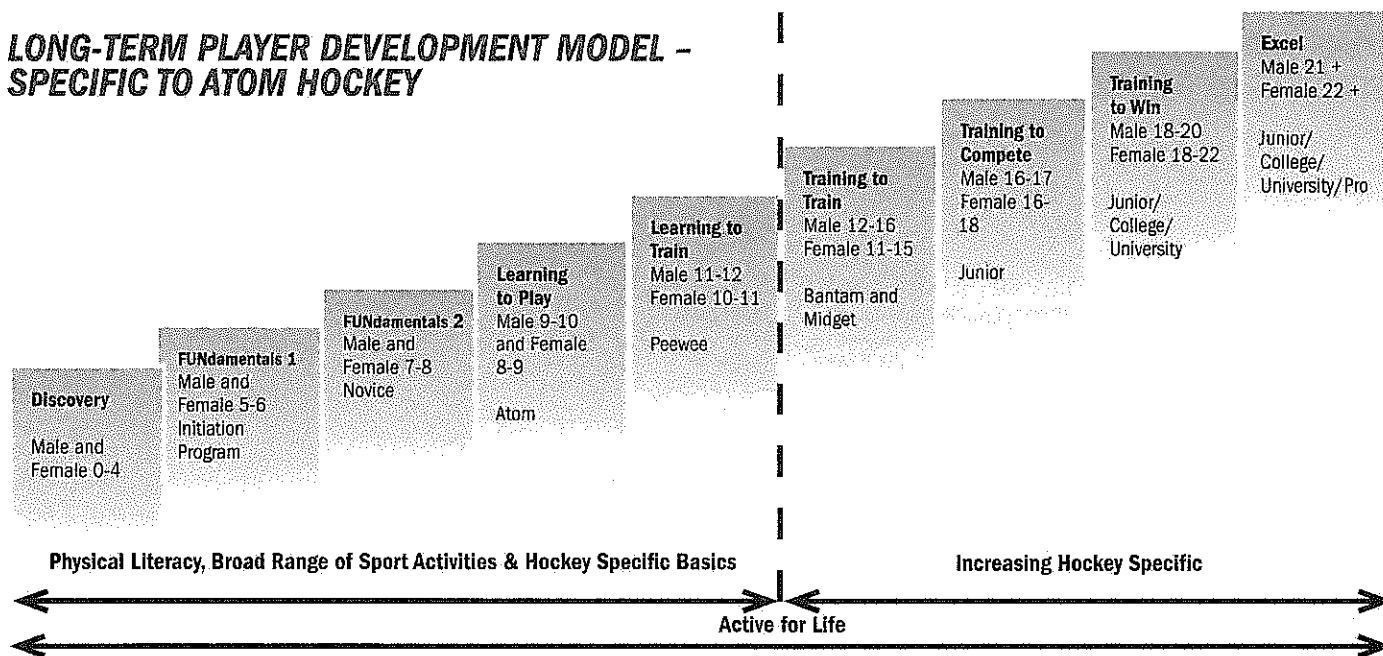 LONG-TERM PLAYER DEVELOPMENT MODEL –
SPECIFIC TO ATOM HOCKEY
Discovery
Male and
Female 0-4
FUNdamentals 1
Male and
Female 5-6
Initiation
Program
FUNdamentals 2
Male and
Female 7-8
Novice
Learning
to Play
Male 9-10
and Female
8-9
Atom
Learning to
Train
Male 11-12
Female 10-11
Peewee
Training to
Train
Male 12-16
Female 11-15
Bantam and
Midget
Training to
Compete
Male 16-17
Female 16-
18
Junior
Training
to Win
Male 18-20
Female 18-22
Junior/
College/
University
Excel
Male 21 +
Female 22 +
Junior/
College/
University/Pro
Physical Literacy, Broad Range of Sport Activities & Hockey Specific Basics
Increasing Hockey Specific
Active for Life